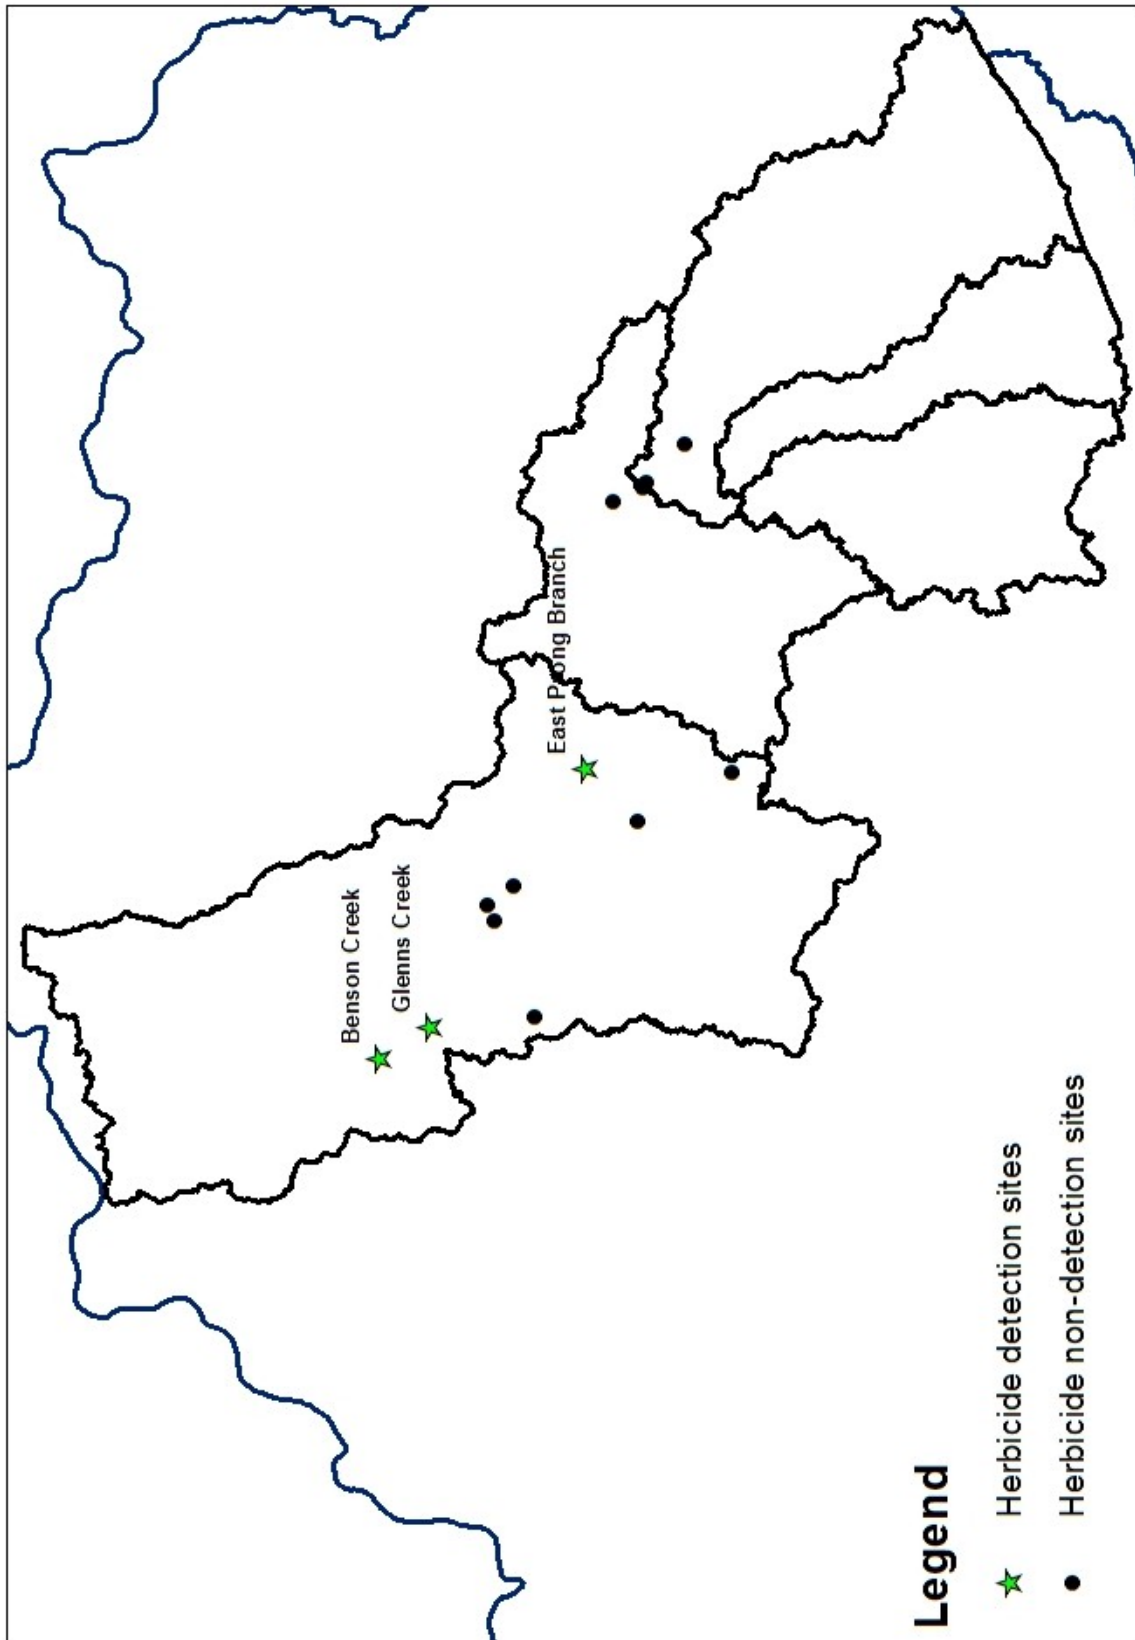 Benson Creek
Glenns Creek
East Prong Branch
Legend
Herbicide detection sites
Herbicide non-detection sites